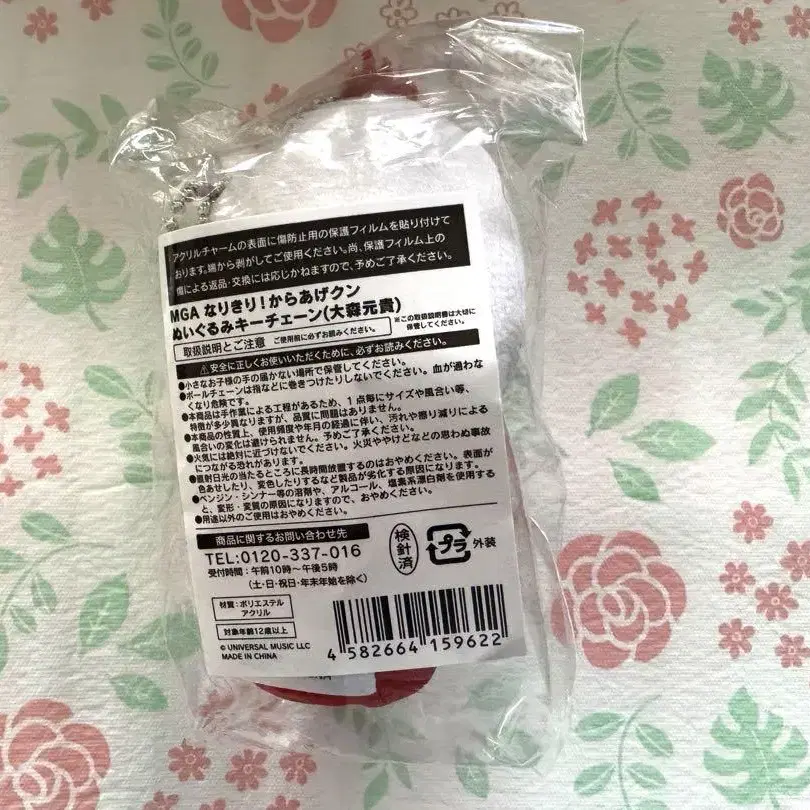 アクリルチャームの表面に傷防止用の保護フィルムを貼り付けて
おります。端から剥がしてご使用ください。尚、保護フィルム上の
傷による返品・交換には応じかねますので、予めご了承ください。
MGA なりきり！からあげクン
ぬいぐるみキーチェーン(大森元貴)
取扱説明とご注意 ご使用前に必ずお読みください。
※この取扱説明書は大切に
保管してください。
⚠安全に正しくお使いいただくために、必ずお読みください。
●小さなお子様の手の届かない場所で保管してください。
●ボールチェーンは指などに巻きつけたりしないでください。血が通わな
くなり危険です。
●本商品は手作業による工程があるため、1点毎にサイズや風合い等、
特徴が多少異なりますが、品質に問題はありません。
●本商品の性質上、使用頻度や年月の経過に伴い、汚れや擦り減りによる
風合いの変化は避けられません。予めご了承ください。
●火気には絶対に近づけないでください。火災ややけどなどの思わぬ事故
につながる恐れがあります。
●直射日光の当たるところに長時間放置するのはおやめください。表面が
色あせしたり、変色したりするなど製品が劣化する原因になります。
●ベンジン・シンナー等の溶剤や、アルコール、塩素系漂白剤を使用する
と、変形・変質の原因になりますので、おやめください。
●用途以外のご使用はおやめください。
商品に関するお問い合わせ先
TEL:0120-337-016
受付時間：午前10時～午後5時
(土・日・祝日・年末年始を除く)
検針済
プラ 外装
材質：ポリエステル
アクリル
対象年齢12歳以上
© UNIVERSAL MUSIC LLC
MADE IN CHINA
4 582664 159622